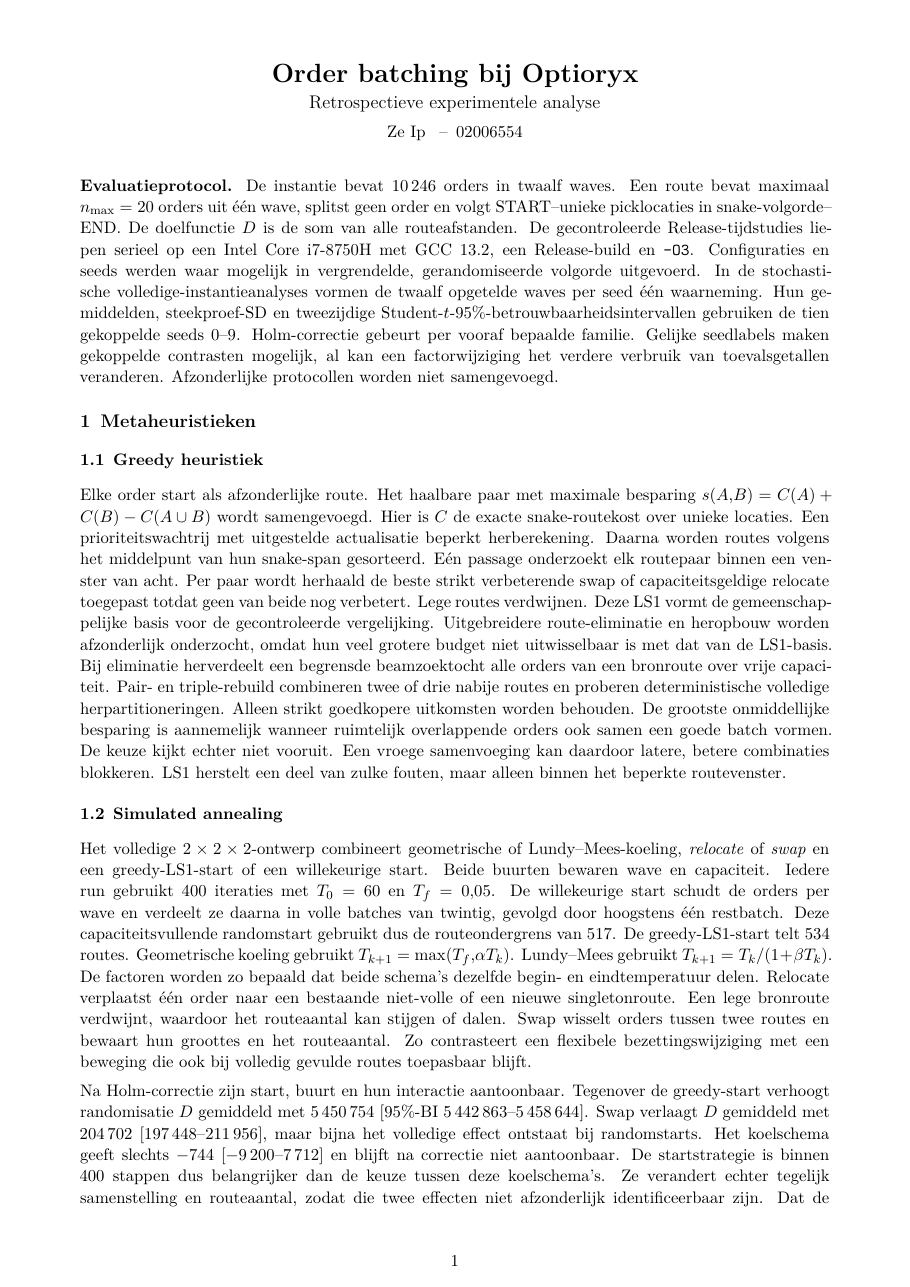 Order batching bij Optioryx
Retrospectieve experimentele analyse
Ze Ip – 02006554
Evaluatieprotocol. De instantie bevat 10 246 orders in twaalf waves. Een route bevat maximaal
n_max = 20 orders uit één wave, splitst geen order en volgt START–unieke picklocaties in snake-volgorde–
END. De doelfunctie D is de som van alle routeafstanden. De gecontroleerde Release-tijdstudies lie-
pen serieel op een Intel Core i7-8750H met GCC 13.2, een Release-build en -O3. Configuraties en
seeds werden waar mogelijk in vergrendelde, gerandomiseerde volgorde uitgevoerd. In de stochasti-
sche volledige-instantieanalyses vormen de twaalf opgetelde waves per seed één waarneming. Hun ge-
middelden, steekproef-SD en tweezijdige Student-t-95%-betrouwbaarheidsintervallen gebruiken de tien
gekoppelde seeds 0–9. Holm-correctie gebeurt per vooraf bepaalde familie. Gelijke seedlabels maken
gekoppelde contrasten mogelijk, al kan een factorwijziging het verdere verbruik van toevalsgetallen
veranderen. Afzonderlijke protocollen worden niet samengevoegd.
1 Metaheuristieken
1.1 Greedy heuristiek
Elke order start als afzonderlijke route. Het haalbare paar met maximale besparing s(A,B) = C(A) +
C(B) − C(A ∪ B) wordt samengevoegd. Hier is C de exacte snake-routekost over unieke locaties. Een
prioriteitswachtrij met uitgestelde actualisatie beperkt herberekening. Daarna worden routes volgens
het middelpunt van hun snake-span gesorteerd. Eén passage onderzoekt elk routepaar binnen een ven-
ster van acht. Per paar wordt herhaald de beste strikt verbeterende swap of capaciteitsgeldige relocate
toegepast totdat geen van beide nog verbetert. Lege routes verdwijnen. Deze LS1 vormt de gemeenschap-
pelijke basis voor de gecontroleerde vergelijking. Uitgebreidere route-eliminatie en heropbouw worden
afzonderlijk onderzocht, omdat hun veel grotere budget niet uitwisselbaar is met dat van de LS1-basis.
Bij eliminatie herverdeelt een begrensde beamzoektocht alle orders van een bronroute over vrije capaci-
teit. Pair- en triple-rebuild combineren twee of drie nabije routes en proberen deterministische volledige
herpartitioneringen. Alleen strikt goedkopere uitkomsten worden behouden. De grootste onmiddellijke
besparing is aannemelijk wanneer ruimtelijk overlappende orders ook samen een goede batch vormen.
De keuze kijkt echter niet vooruit. Een vroege samenvoeging kan daardoor latere, betere combinaties
blokkeren. LS1 herstelt een deel van zulke fouten, maar alleen binnen het beperkte routevenster.
1.2 Simulated annealing
Het volledige 2 × 2 × 2-ontwerp combineert geometrische of Lundy–Mees-koeling, relocate of swap en
een greedy-LS1-start of een willekeurige start. Beide buurten bewaren wave en capaciteit. Iedere
run gebruikt 400 iteraties met T_0 = 60 en T_f = 0,05. De willekeurige start schudt de orders per
wave en verdeelt ze daarna in volle batches van twintig, gevolgd door hoogstens één restbatch. Deze
capaciteitsvullende randomstart gebruikt dus de routeondergrens van 517. De greedy-LS1-start telt 534
routes. Geometrische koeling gebruikt T_{k+1} = max(T_f,αT_k). Lundy–Mees gebruikt T_{k+1} = T_k/(1+βT_k).
De factoren worden zo bepaald dat beide schema's dezelfde begin- en eindtemperatuur delen. Relocate
verplaatst één order naar een bestaande niet-volle of een nieuwe singletonroute. Een lege bronroute
verdwijnt, waardoor het routeaantal kan stijgen of dalen. Swap wisselt orders tussen twee routes en
bewaart hun groottes en het routeaantal. Zo contrasteert een flexibele bezettingswijziging met een
beweging die ook bij volledig gevulde routes toepasbaar blijft.
Na Holm-correctie zijn start, buurt en hun interactie aantoonbaar. Tegenover de greedy-start verhoogt
randomisatie D gemiddeld met 5 450 754 [95%-BI 5 442 863–5 458 644]. Swap verlaagt D gemiddeld met
204 702 [197 448–211 956], maar bijna het volledige effect ontstaat bij randomstarts. Het koelschema
geeft slechts −744 [−9 200–7 712] en blijft na correctie niet aantoonbaar. De startstrategie is binnen
400 stappen dus belangrijker dan de keuze tussen deze koelschema's. Ze verandert echter tegelijk
samenstelling en routeaantal, zodat die twee effecten niet afzonderlijk identificeerbaar zijn. Dat de
1